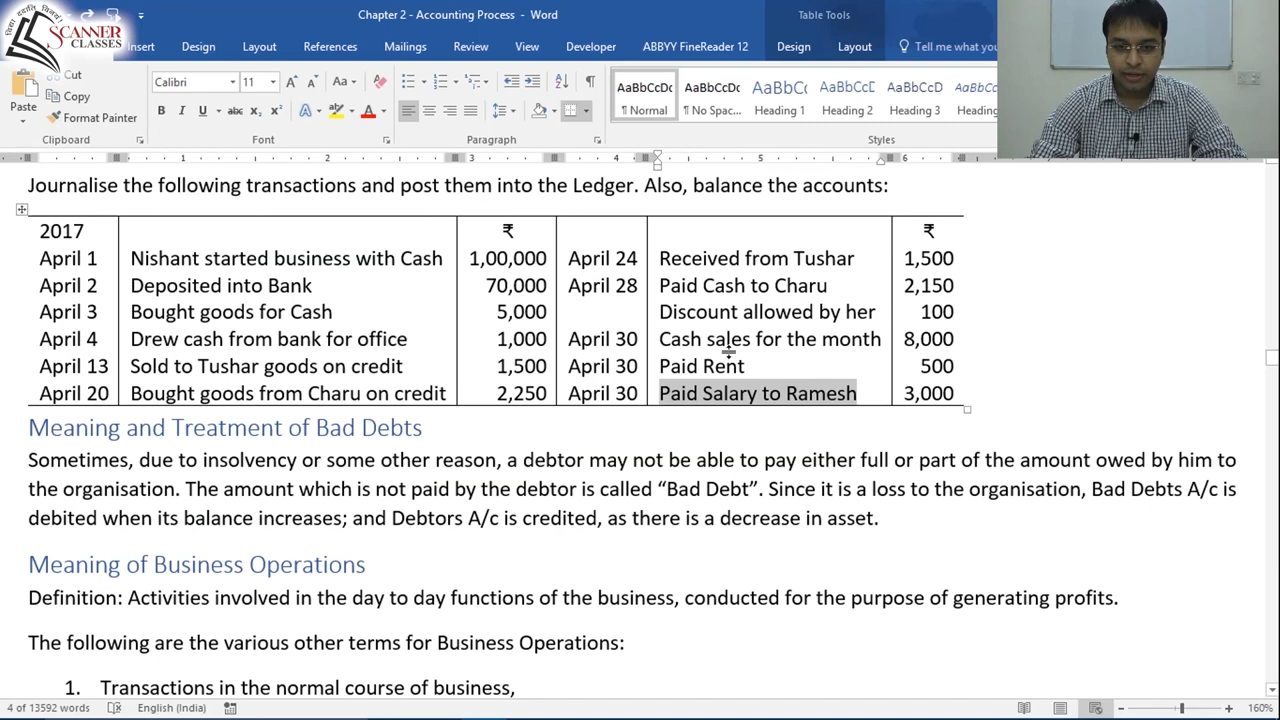 SCANNER
CLASSES
Chapter 2 - Accounting Process - Word
Table Tools
Insert Design Layout References Mailings Review View Developer ABBYY FineReader 12 Design Layout Tell me what you
Cut
Copy
Format Painter
Paste
Calibri 11
Clipboard Font Paragraph Styles
AaBbCcDc AaBbCcDc AaBbC( AaBbCcC AaBbCcD AaBbCcD
¶ Normal ¶ No Spac... Heading 1 Heading 2 Heading 3 Heading
1 2 3 4 5 6
Journalise the following transactions and post them into the Ledger. Also, balance the accounts:
2017 ₹ ₹
April 1 Nishant started business with Cash 1,00,000 April 24 Received from Tushar 1,500
April 2 Deposited into Bank 70,000 April 28 Paid Cash to Charu 2,150
April 3 Bought goods for Cash 5,000 Discount allowed by her 100
April 4 Drew cash from bank for office 1,000 April 30 Cash sales for the month 8,000
April 13 Sold to Tushar goods on credit 1,500 April 30 Paid Rent 500
April 20 Bought goods from Charu on credit 2,250 April 30 Paid Salary to Ramesh 3,000
Meaning and Treatment of Bad Debts
Sometimes, due to insolvency or some other reason, a debtor may not be able to pay either full or part of the amount owed by him to
the organisation. The amount which is not paid by the debtor is called “Bad Debt”. Since it is a loss to the organisation, Bad Debts A/c is
debited when its balance increases; and Debtors A/c is credited, as there is a decrease in asset.
Meaning of Business Operations
Definition: Activities involved in the day to day functions of the business, conducted for the purpose of generating profits.
The following are the various other terms for Business Operations:
1. Transactions in the normal course of business,
4 of 13592 words English (India) 160%